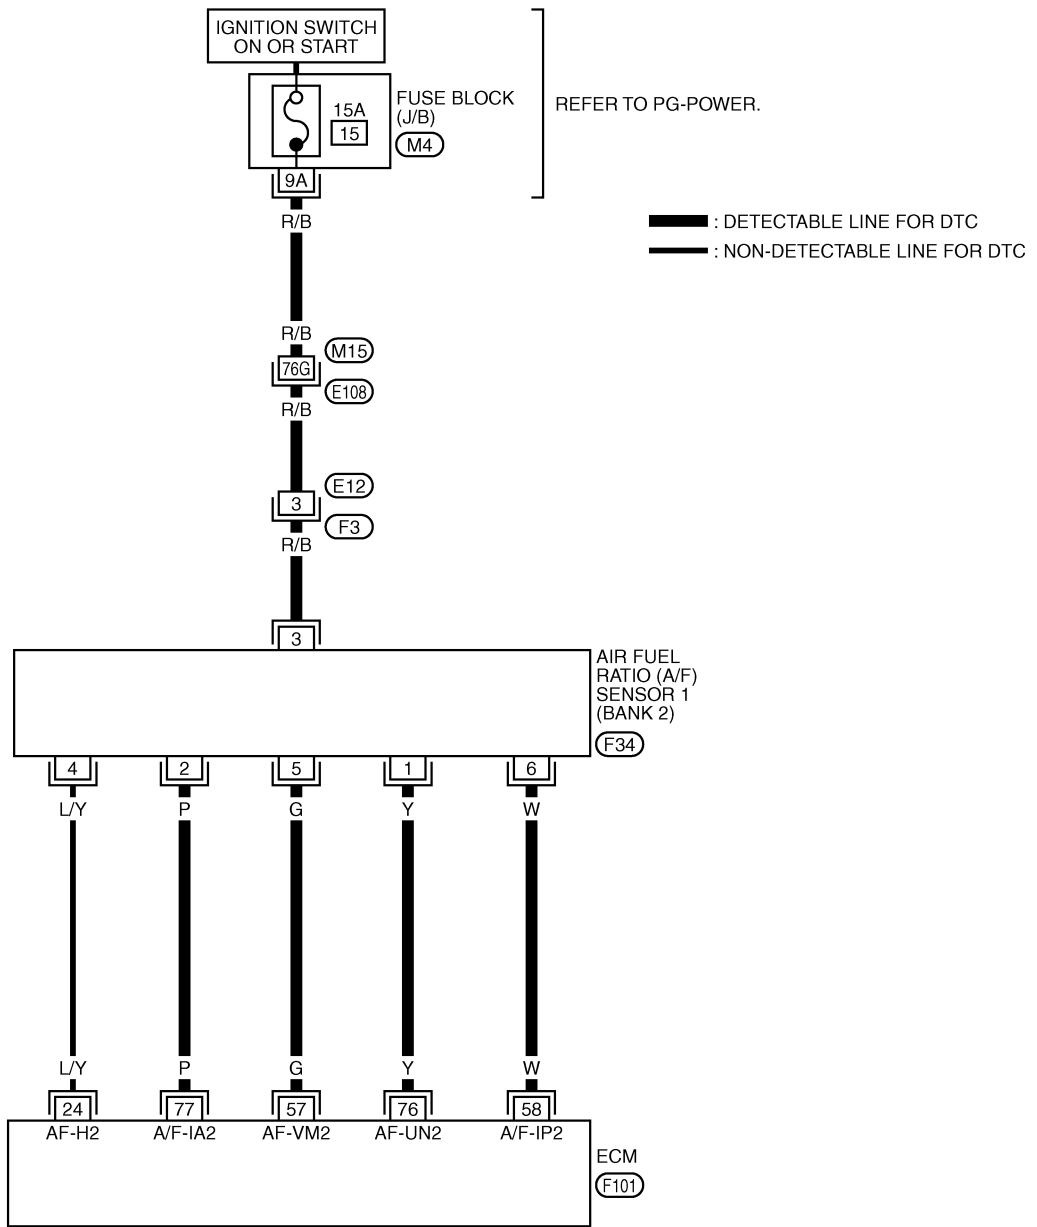 IGNITION SWITCH
ON OR START
FUSE BLOCK
(J/B)
M4
15A
15
9A
REFER TO PG-POWER.
: DETECTABLE LINE FOR DTC
: NON-DETECTABLE LINE FOR DTC
R/B
R/B
M15
76G
E108
R/B
E12
3
F3
R/B
3
AIR FUEL
RATIO (A/F)
SENSOR 1
(BANK 2)
F34
4 2 5 1 6
L/Y P G Y W
L/Y P G Y W
24 77 57 76 58
AF-H2 A/F-IA2 AF-VM2 AF-UN2 A/F-IP2
ECM
F101